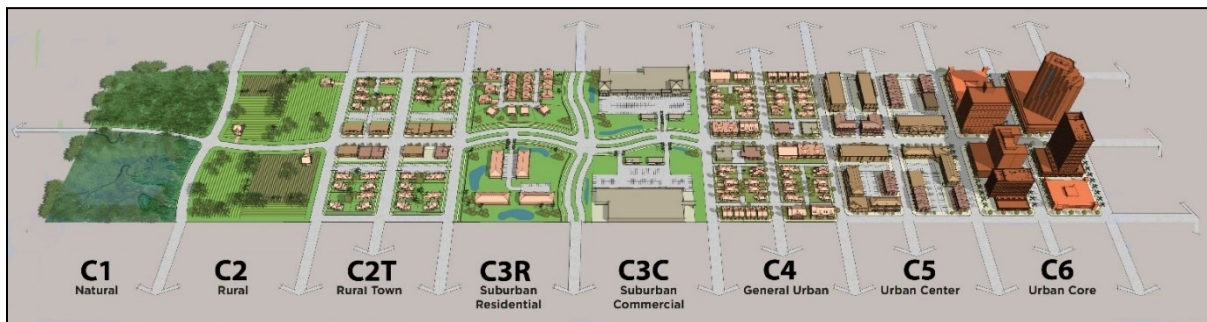 C1
Natural
C2
Rural
C2T
Rural Town
C3R
Suburban
Residential
C3C
Suburban
Commercial
C4
General Urban
C5
Urban Center
C6
Urban Core